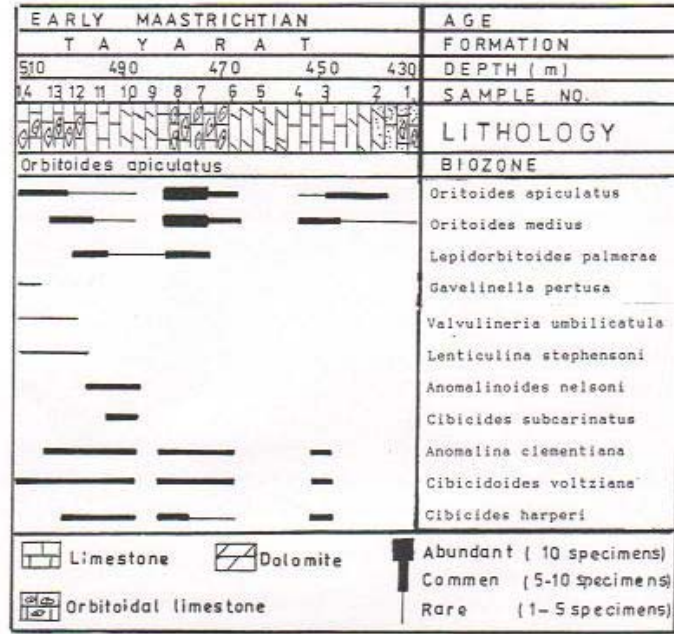 EARLY MAASTRICHTIAN AGE
TAYARAT FORMATION
510 490 470 450 430 DEPTH (m)
14 13 12 11 10 9 8 7 6 5 4 3 2 1 SAMPLE NO.
LITHOLOGY
Orbitoides apiculatus BIOZONE
Oritoides apiculatus
Oritoides medius
Lepidorbitoides palmerae
Gavelinella pertusa
Valvulineria umbilicatula
Lenticulina stephensoni
Anomalinoides nelsoni
Cibicides subcarinatus
Anomalina clementiana
Cibicidoides voltziana
Cibicides harperi
Limestone Dolomite Abundant ( 10 specimens)
Commen ( 5-10 specimens)
Orbitoidal limestone Rare (1-5 specimens)